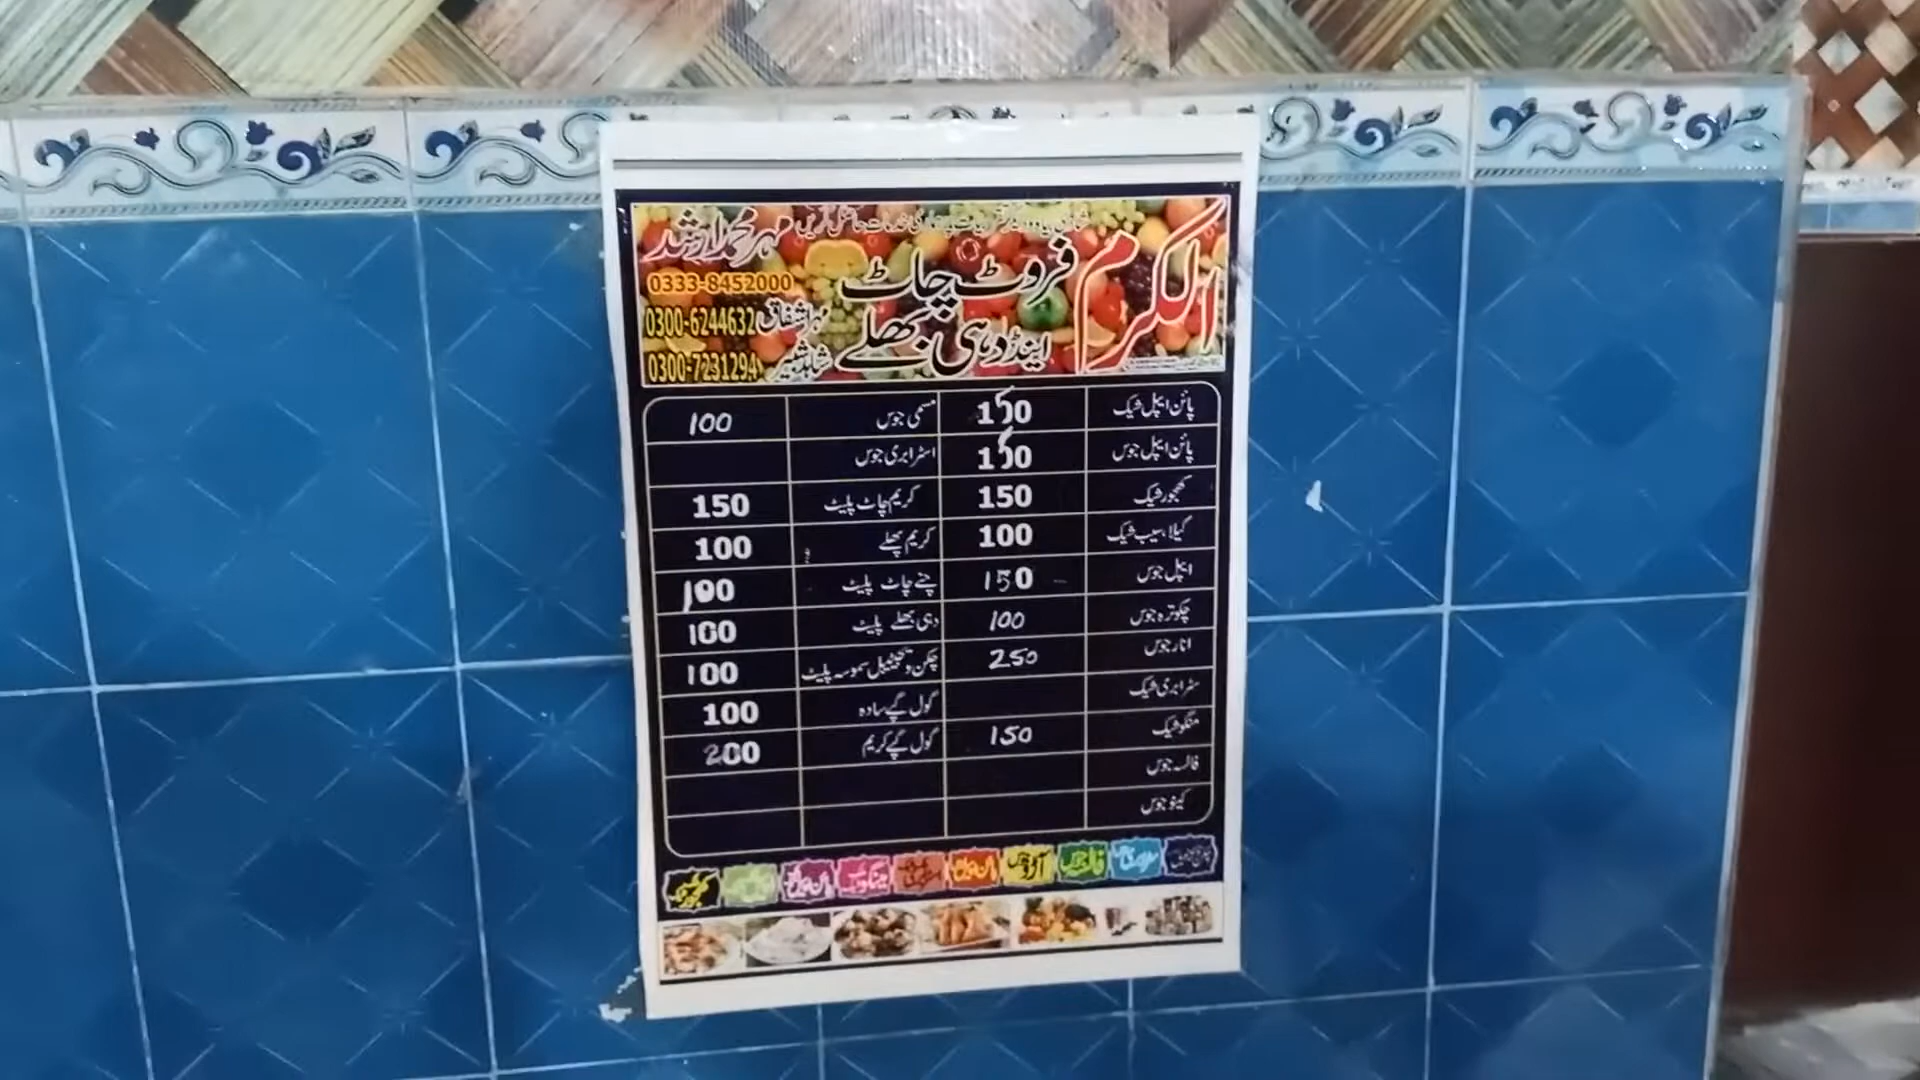 الکرم
فروٹ چاٹ
اینڈ دہی بھلے
مہر محمد ارشد
0333-8452000
مہر اشفاق 0300-6244632
شاہد شبیر 0300-7231294
پائن ایپل شیک 150 مسمی جوس 100
پائن ایپل جوس 150 اسٹرابری جوس
کھجور شیک 150 کریم چاٹ پلیٹ 150
کیلا، سیب شیک 100 کریم پھلے 100
ایپل جوس 150 چنے چاٹ پلیٹ 100
چکوترہ جوس 100 دہی بھلے پلیٹ 100
انار جوس 250 چکن ویجیٹیبل سموسہ پلیٹ 100
سٹرابری شیک گول گپے سادہ 100
مینگو شیک 150 گول گپے کریم 200
فالسہ جوس
کینو جوس